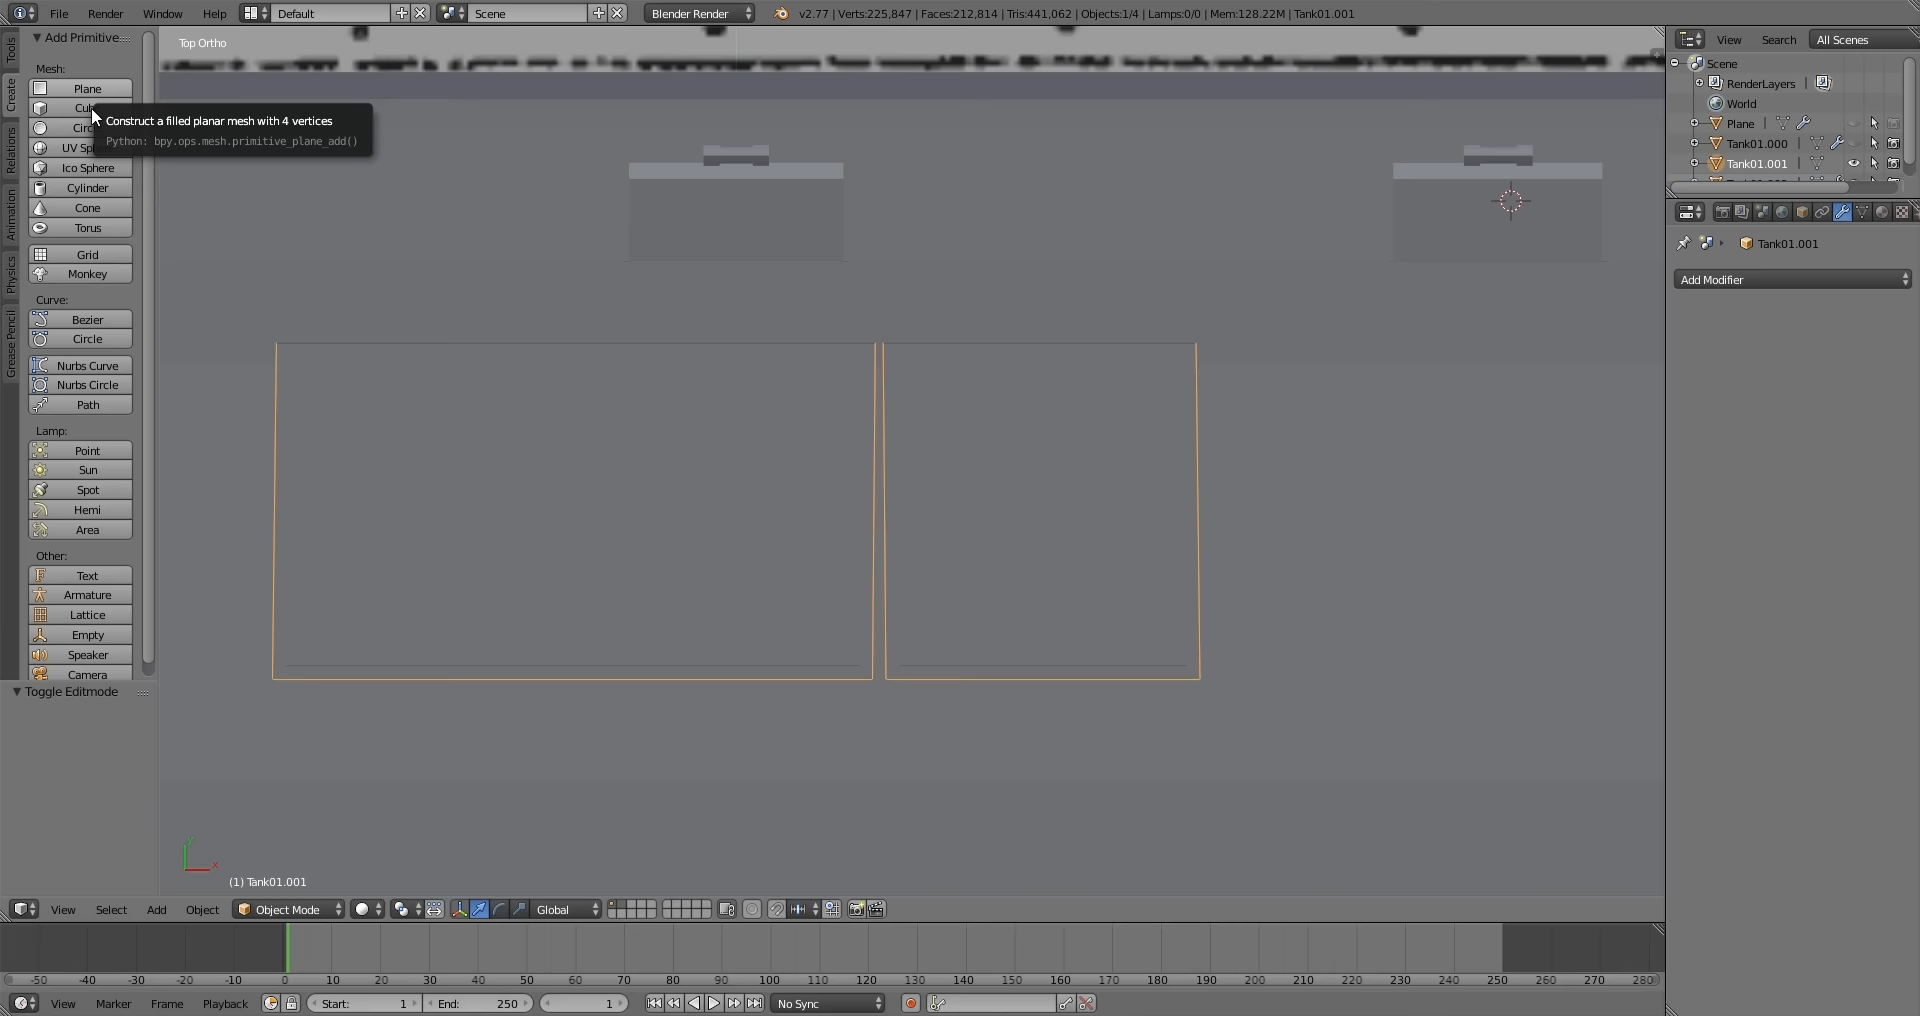 File Render Window Help Default Scene Blender Render v2.77 | Verts:225,847 | Faces:212,814 | Tris:441,062 | Objects:1/4 | Lamps:0/0 | Mem:128.22M | Tank01.001
Tools
Create
Relations
Animation
Physics
Grease Pencil
Add Primitive
Mesh:
Plane
Construct a filled planar mesh with 4 vertices
Python: bpy.ops.mesh.primitive_plane_add()
Ico Sphere
Cylinder
Cone
Torus
Grid
Monkey
Curve:
Bezier
Circle
Nurbs Curve
Nurbs Circle
Path
Lamp:
Point
Sun
Spot
Hemi
Area
Other:
Text
Armature
Lattice
Empty
Speaker
Camera
Toggle Editmode
Top Ortho
(1) Tank01.001
View Search All Scenes
Scene
RenderLayers
World
Plane
Tank01.000
Tank01.001
Tank01.001
Add Modifier
View Select Add Object Object Mode Global
-50 -40 -30 -20 -10 0 10 20 30 40 50 60 70 80 90 100 110 120 130 140 150 160 170 180 190 200 210 220 230 240 250 260 270 280
View Marker Frame Playback Start: 1 End: 250 1 No Sync